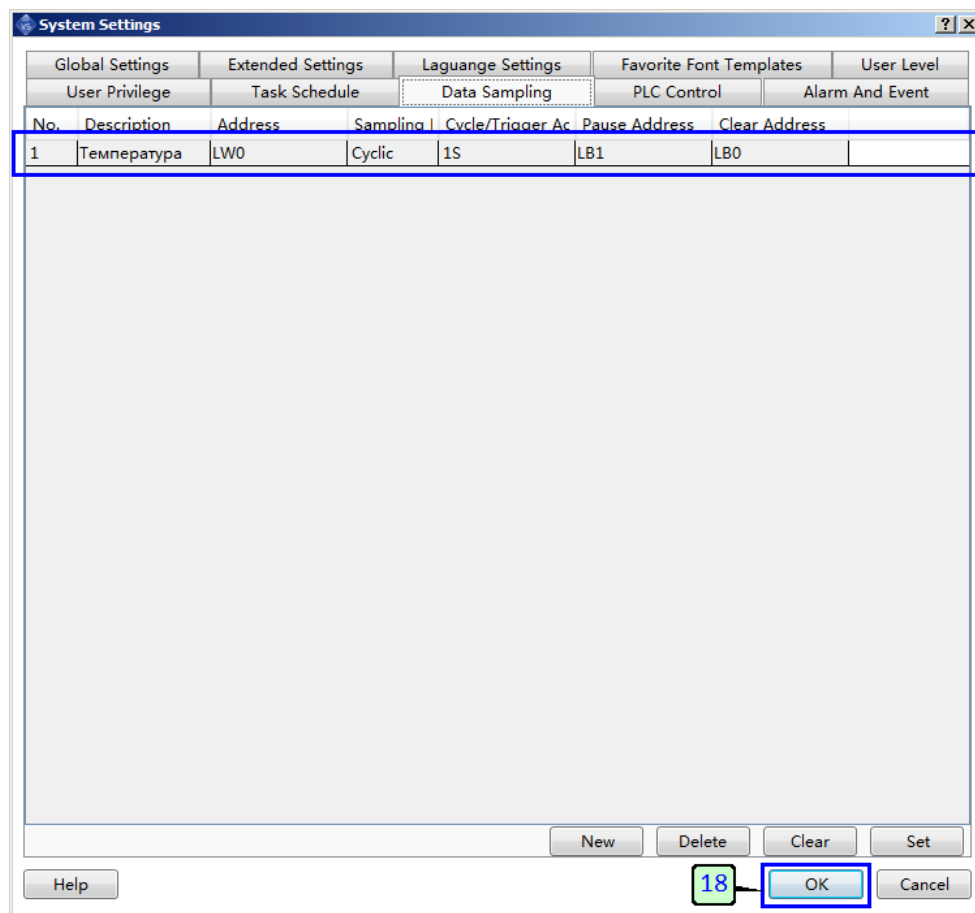 System Settings
Global Settings Extended Settings Laguange Settings Favorite Font Templates User Level
User Privilege Task Schedule Data Sampling PLC Control Alarm And Event
No. Description Address Sampling Cycle/Trigger Ac Pause Address Clear Address
1 Температура LW0 Cyclic 1S LB1 LB0
New Delete Clear Set
Help 18 OK Cancel